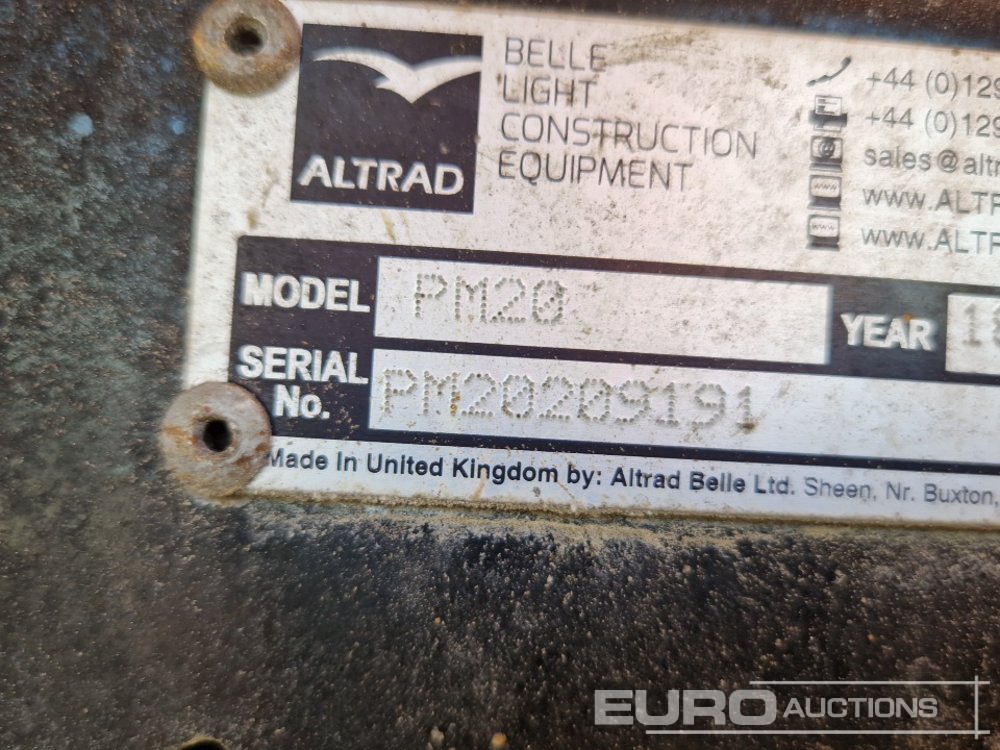 ALTRAD
BELLE
LIGHT
CONSTRUCTION
EQUIPMENT
+44 (0)129
+44 (0)129
sales@altr
www.ALTR
www.ALTR
MODEL PM20 YEAR
SERIAL
No. PM20209191
Made In United Kingdom by: Altrad Belle Ltd. Sheen, Nr. Buxton,
EURO AUCTIONS